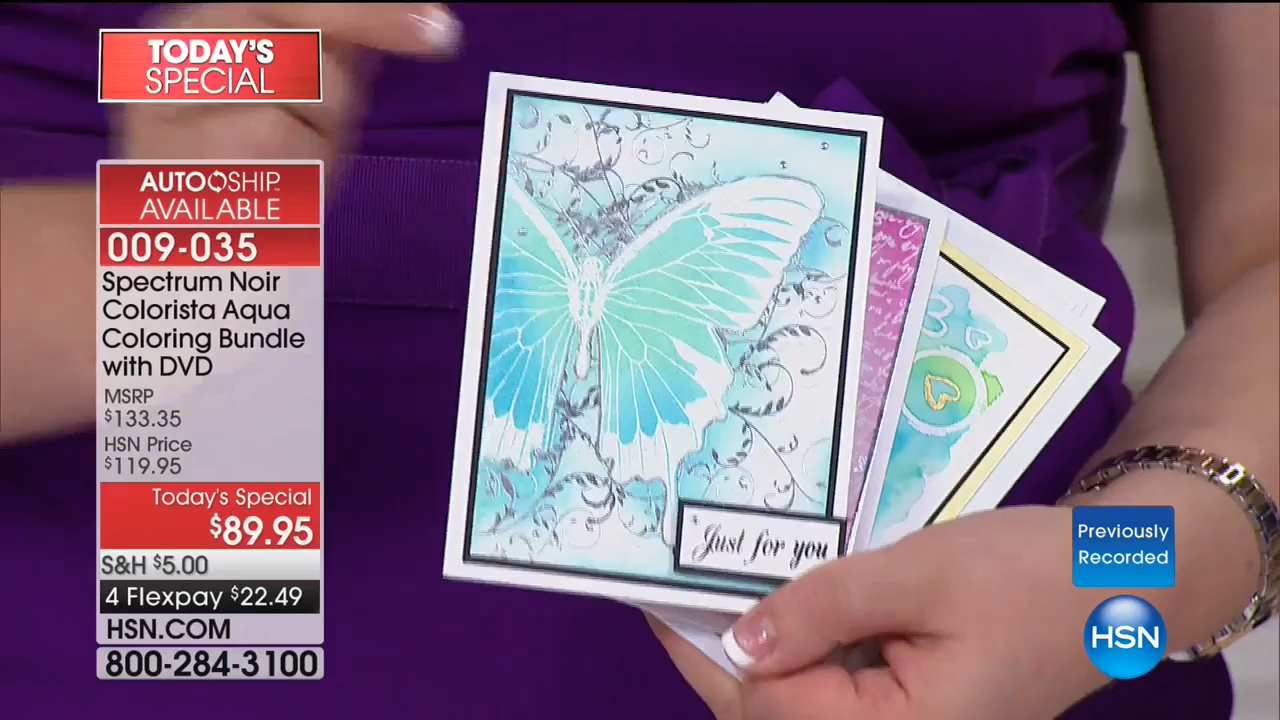 TODAY'S
SPECIAL
AUTOSHIP
AVAILABLE
009-035
Spectrum Noir
Colorista Aqua
Coloring Bundle
with DVD
MSRP
$133.35
HSN Price
$119.95
Today's Special
$89.95
S&H $5.00
4 Flexpay $22.49
HSN.COM
800-284-3100
Just for you
Previously
Recorded
HSN